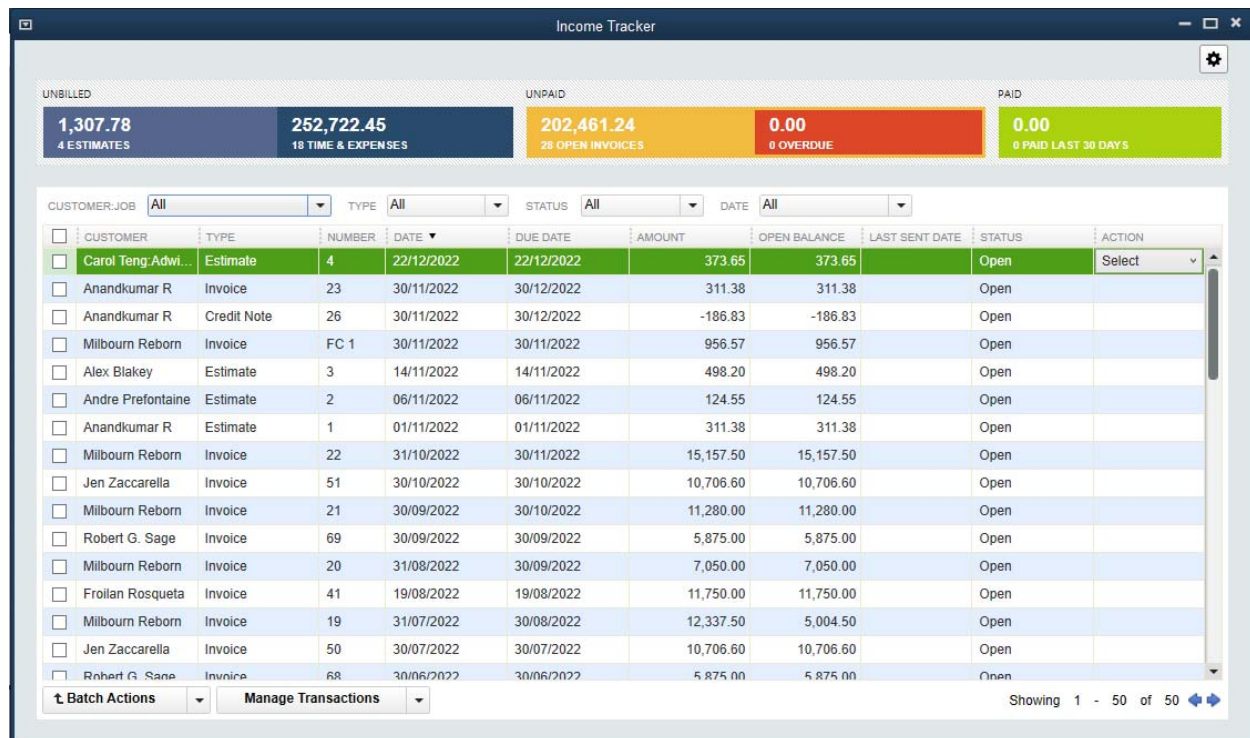 Income Tracker
UNBILLED UNPAID PAID
1,307.78 252,722.45 202,461.24 0.00 0.00
4 ESTIMATES 18 TIME & EXPENSES 28 OPEN INVOICES 0 OVERDUE 0 PAID LAST 30 DAYS
CUSTOMER:JOB All TYPE All STATUS All DATE All
CUSTOMER TYPE NUMBER DATE ▼ DUE DATE AMOUNT OPEN BALANCE LAST SENT DATE STATUS ACTION
Carol Teng:Adwi... Estimate 4 22/12/2022 22/12/2022 373.65 373.65 Open Select
Anandkumar R Invoice 23 30/11/2022 30/12/2022 311.38 311.38 Open
Anandkumar R Credit Note 26 30/11/2022 30/12/2022 -186.83 -186.83 Open
Milbourn Reborn Invoice FC 1 30/11/2022 30/11/2022 956.57 956.57 Open
Alex Blakey Estimate 3 14/11/2022 14/11/2022 498.20 498.20 Open
Andre Prefontaine Estimate 2 06/11/2022 06/11/2022 124.55 124.55 Open
Anandkumar R Estimate 1 01/11/2022 01/11/2022 311.38 311.38 Open
Milbourn Reborn Invoice 22 31/10/2022 30/11/2022 15,157.50 15,157.50 Open
Jen Zaccarella Invoice 51 30/10/2022 30/10/2022 10,706.60 10,706.60 Open
Milbourn Reborn Invoice 21 30/09/2022 30/10/2022 11,280.00 11,280.00 Open
Robert G. Sage Invoice 69 30/09/2022 30/09/2022 5,875.00 5,875.00 Open
Milbourn Reborn Invoice 20 31/08/2022 30/09/2022 7,050.00 7,050.00 Open
Froilan Rosqueta Invoice 41 19/08/2022 19/08/2022 11,750.00 11,750.00 Open
Milbourn Reborn Invoice 19 31/07/2022 30/08/2022 12,337.50 5,004.50 Open
Jen Zaccarella Invoice 50 30/07/2022 30/07/2022 10,706.60 10,706.60 Open
Robert G. Sage Invoice 68 30/06/2022 30/06/2022 5,875.00 5,875.00 Open
Batch Actions Manage Transactions Showing 1 - 50 of 50